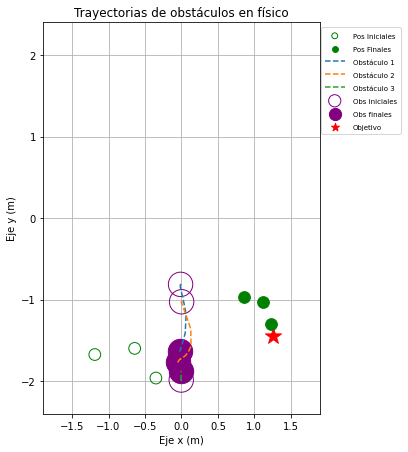 Trayectorias de obstáculos en físico
Pos Iniciales
Pos Finales
Obstáculo 1
Obstáculo 2
Obstáculo 3
Obs iniciales
Obs finales
Objetivo
Eje y (m)
2
1
0
−1
−2
−1.5
−1.0
−0.5
0.0
0.5
1.0
1.5
Eje x (m)